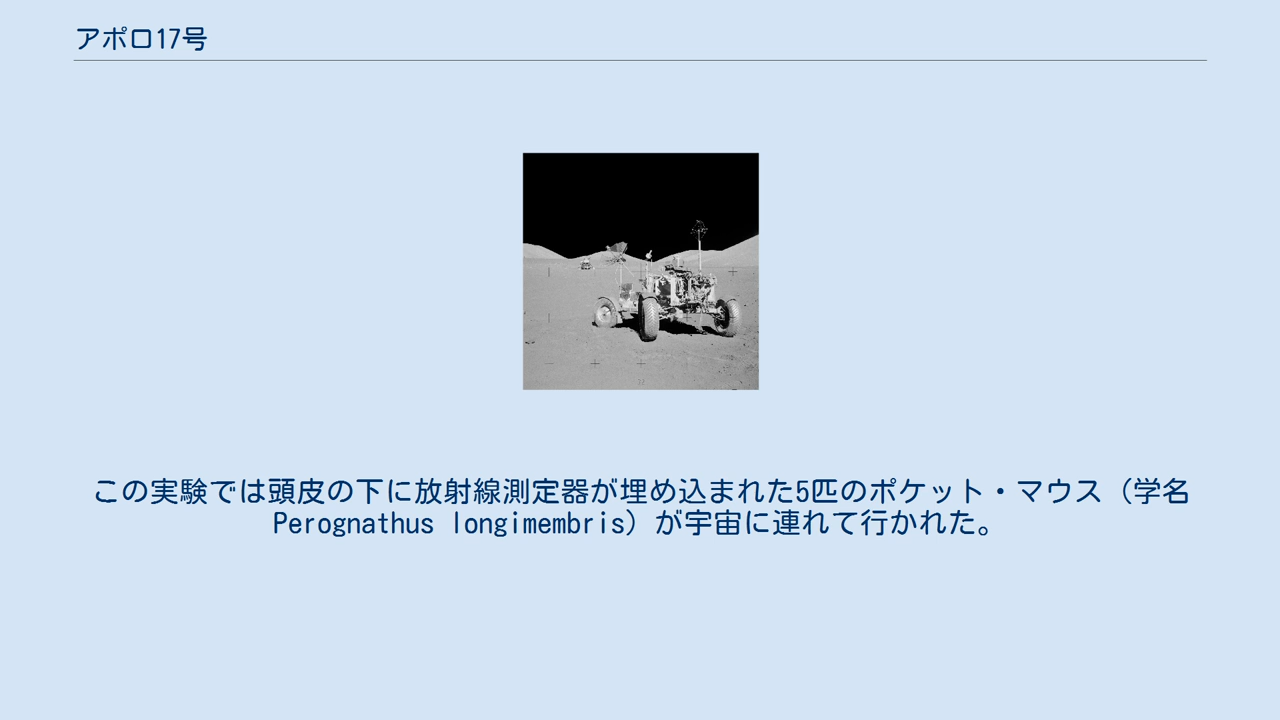 アポロ17号
この実験では頭皮の下に放射線測定器が埋め込まれた5匹のポケット・マウス（学名
Perognathus longimembris）が宇宙に連れて行かれた。